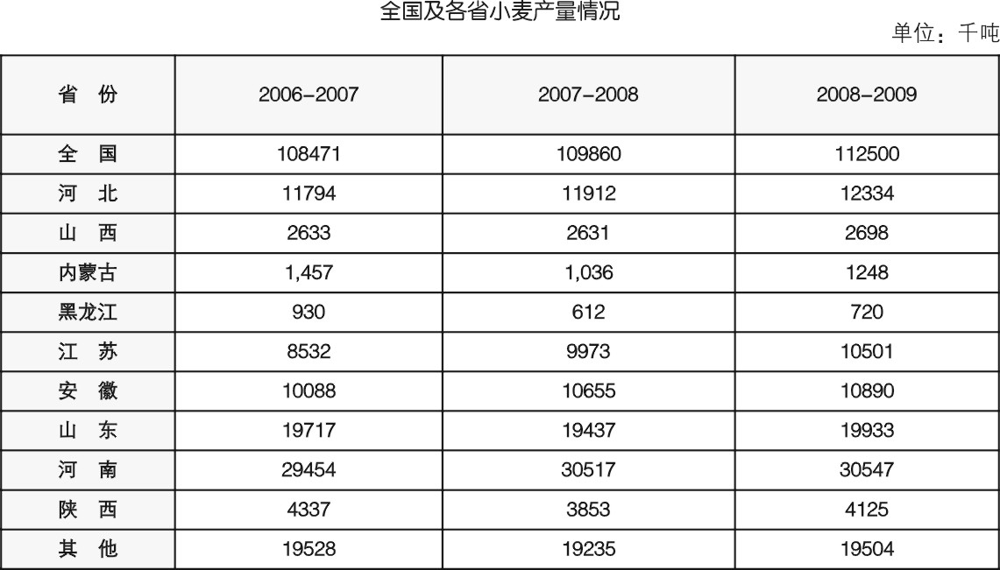 全国及各省小麦产量情况
单位：千吨
省 份 2006-2007 2007-2008 2008-2009
全 国 108471 109860 112500
河 北 11794 11912 12334
山 西 2633 2631 2698
内蒙古 1,457 1,036 1248
黑龙江 930 612 720
江 苏 8532 9973 10501
安 徽 10088 10655 10890
山 东 19717 19437 19933
河 南 29454 30517 30547
陕 西 4337 3853 4125
其 他 19528 19235 19504